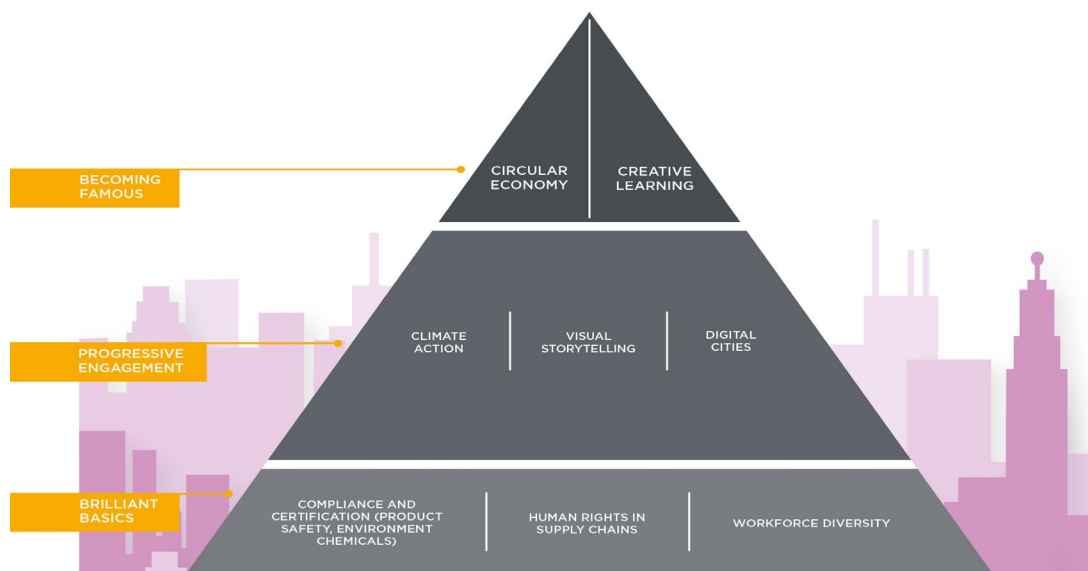 BECOMING
FAMOUS
CIRCULAR
ECONOMY
CREATIVE
LEARNING
PROGRESSIVE
ENGAGEMENT
CLIMATE
ACTION
VISUAL
STORYTELLING
DIGITAL
CITIES
BRILLIANT
BASICS
COMPLIANCE AND
CERTIFICATION (PRODUCT
SAFETY, ENVIRONMENT
CHEMICALS)
HUMAN RIGHTS IN
SUPPLY CHAINS
WORKFORCE DIVERSITY